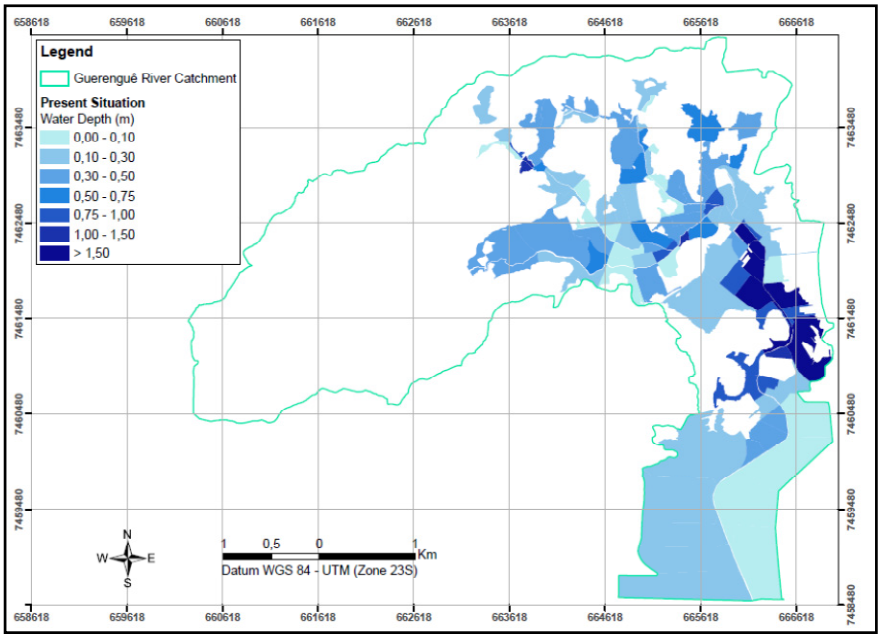 658618 659618 660618 661618 662618 663618 664618 665618 666618
Legend
Guerenguê River Catchment
Present Situation
Water Depth (m)
0,00 - 0,10
0,10 - 0,30
0,30 - 0,50
0,50 - 0,75
0,75 - 1,00
1,00 - 1,50
> 1,50
7463480 7463480
7462480 7462480
7461480 7461480
7460480 7460480
7459480 7459480
7458480
N
W E
S
1 0,5 0 1
Km
Datum WGS 84 - UTM (Zone 23S)
658618 659618 660618 661618 662618 663618 664618 665618 666618